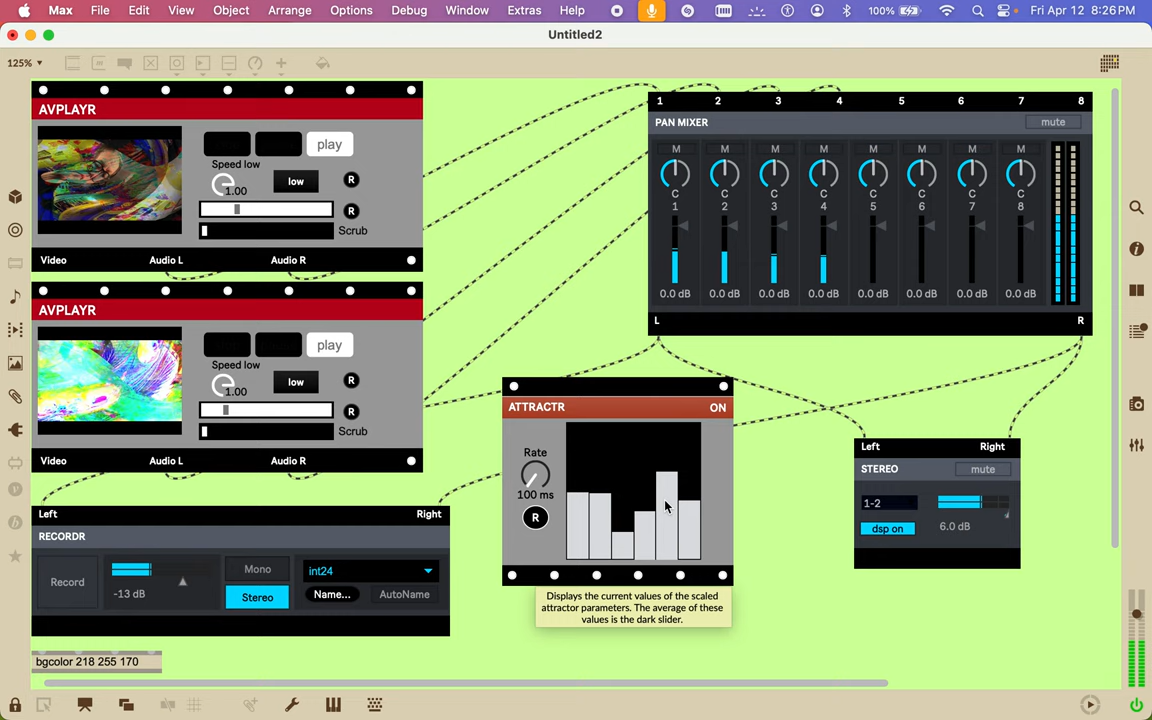 Max File Edit View Object Arrange Options Debug Window Extras Help 100% Fri Apr 12 8:26 PM
Untitled2
125%
AVPLAYR
play
Speed low
1.00
low
R
R
Scrub
Video Audio L Audio R
AVPLAYR
play
Speed low
1.00
low
R
R
Scrub
Video Audio L Audio R
Left Right
RECORDR
Record
-13 dB
Mono
Stereo
int24
Name... AutoName
bgcolor 218 255 170
1 2 3 4 5 6 7 8
PAN MIXER mute
M M M M M M M M
C C C C C C C C
1 2 3 4 5 6 7 8
0.0 dB 0.0 dB 0.0 dB 0.0 dB 0.0 dB 0.0 dB 0.0 dB 0.0 dB
L R
ATTRACTR ON
Rate
100 ms
R
Displays the current values of the scaled
attractor parameters. The average of these
values is the dark slider.
Left Right
STEREO mute
1-2
dsp on
6.0 dB